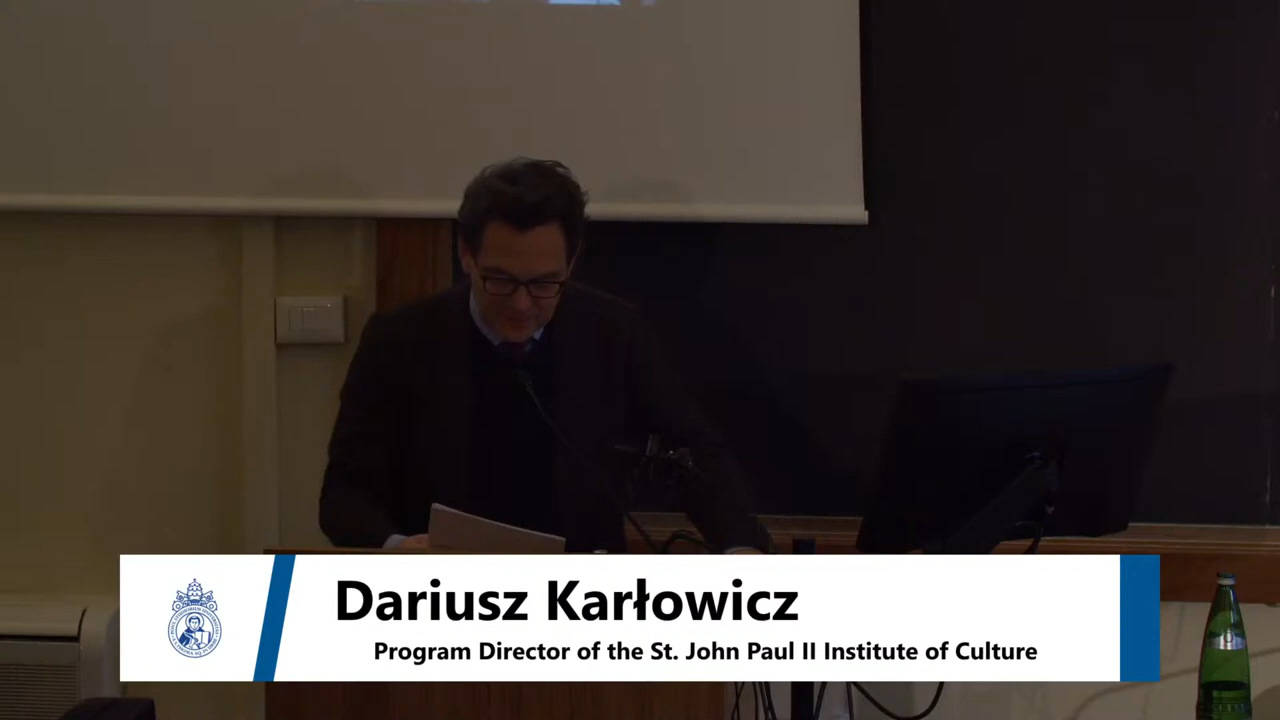 Dariusz Karłowicz
Program Director of the St. John Paul II Institute of Culture